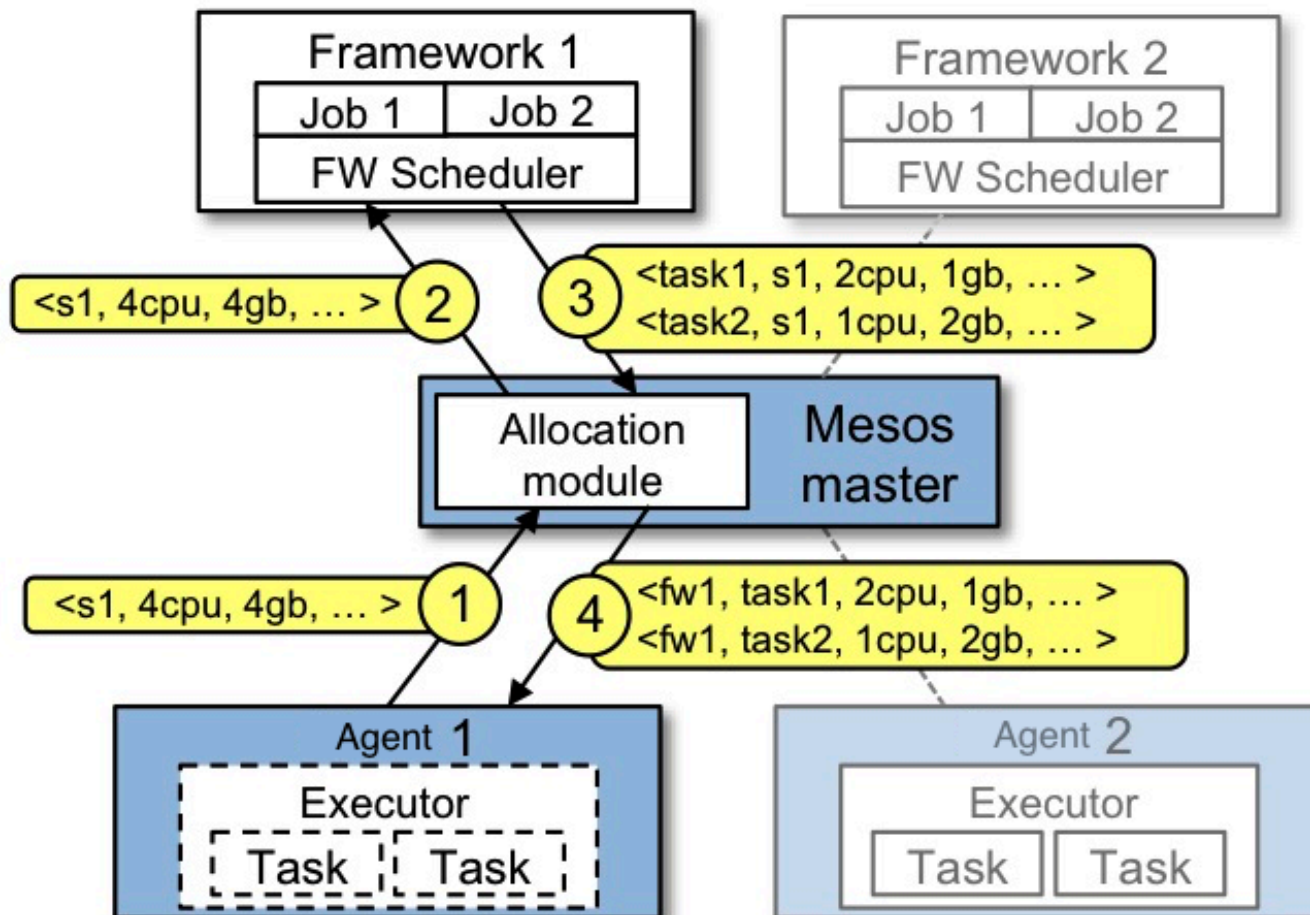 Framework 1
Job 1 Job 2
FW Scheduler
Framework 2
Job 1 Job 2
FW Scheduler
<s1, 4cpu, 4gb, … >
2
3
<task1, s1, 2cpu, 1gb, … >
<task2, s1, 1cpu, 2gb, … >
Allocation
module
Mesos
master
<s1, 4cpu, 4gb, … >
1
4
<fw1, task1, 2cpu, 1gb, … >
<fw1, task2, 1cpu, 2gb, … >
Agent 1
Executor
Task Task
Agent 2
Executor
Task Task